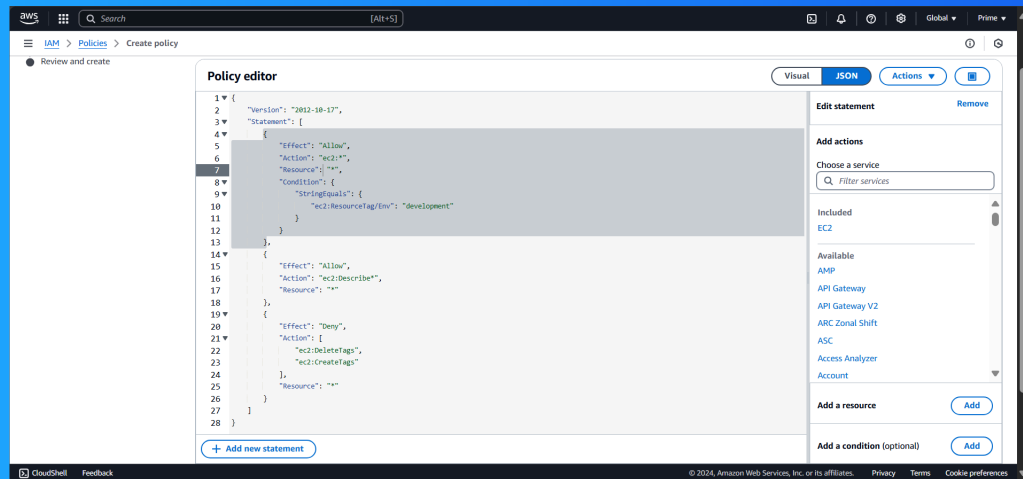 aws
Search [Alt+S]
Global ▼
Prime ▼
IAM > Policies > Create policy
Review and create
Policy editor
Visual
JSON
Actions ▼
1 {
2 "Version": "2012-10-17",
3 "Statement": [
4 {
5 "Effect": "Allow",
6 "Action": "ec2:*",
7 "Resource": "*",
8 "Condition": {
9 "StringEquals": {
10 "ec2:ResourceTag/Env": "development"
11 }
12 }
13 },
14 {
15 "Effect": "Allow",
16 "Action": "ec2:Describe*",
17 "Resource": "*"
18 },
19 {
20 "Effect": "Deny",
21 "Action": [
22 "ec2:DeleteTags",
23 "ec2:CreateTags"
24 ],
25 "Resource": "*"
26 }
27 ]
28 }
+ Add new statement
Edit statement
Remove
Add actions
Choose a service
Filter services
Included
EC2
Available
AMP
API Gateway
API Gateway V2
ARC Zonal Shift
ASC
Access Analyzer
Account
Add a resource
Add
Add a condition (optional)
Add
CloudShell
Feedback
© 2024, Amazon Web Services, Inc. or its affiliates.
Privacy
Terms
Cookie preferences